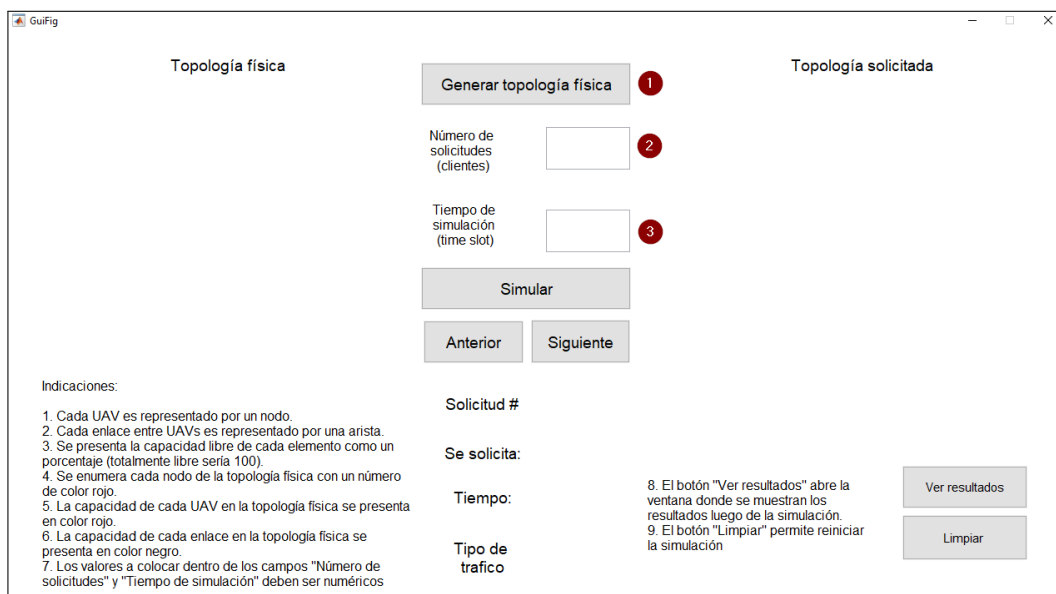 GuiFig
Topología física
Generar topología física
1
Topología solicitada
Número de
solicitudes
(clientes)
2
Tiempo de
simulación
(time slot)
3
Simular
Anterior
Siguiente
Indicaciones:
1. Cada UAV es representado por un nodo.
2. Cada enlace entre UAVs es representado por una arista.
3. Se presenta la capacidad libre de cada elemento como un
porcentaje (totalmente libre sería 100).
4. Se enumera cada nodo de la topología física con un número
de color rojo.
5. La capacidad de cada UAV en la topología física se presenta
en color rojo.
6. La capacidad de cada enlace en la topología física se
presenta en color negro.
7. Los valores a colocar dentro de los campos "Número de
solicitudes" y "Tiempo de simulación" deben ser numéricos
Solicitud #
Se solicita:
Tiempo:
Tipo de
trafico
8. El botón "Ver resultados" abre la
ventana donde se muestran los
resultados luego de la simulación.
9. El botón "Limpiar" permite reiniciar
la simulación
Ver resultados
Limpiar